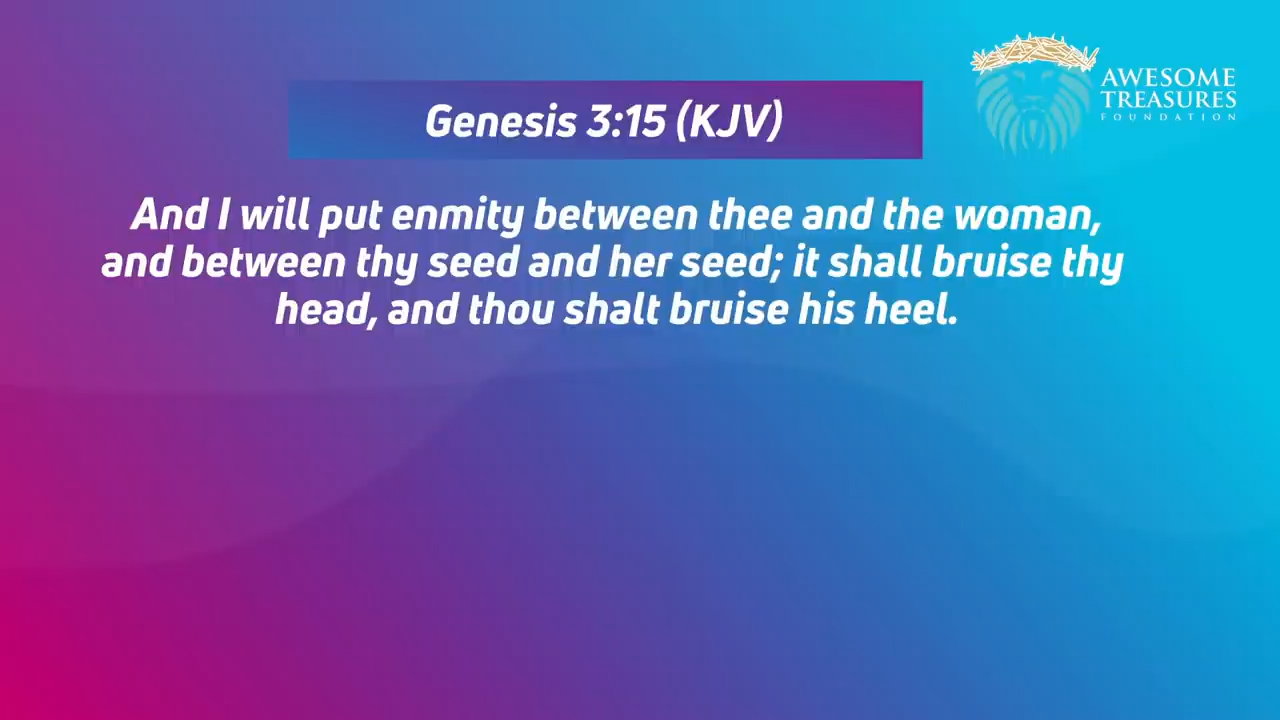 Genesis 3:15 (KJV)
AWESOME
TREASURES
FOUNDATION
And I will put enmity between thee and the woman,
and between thy seed and her seed; it shall bruise thy
head, and thou shalt bruise his heel.